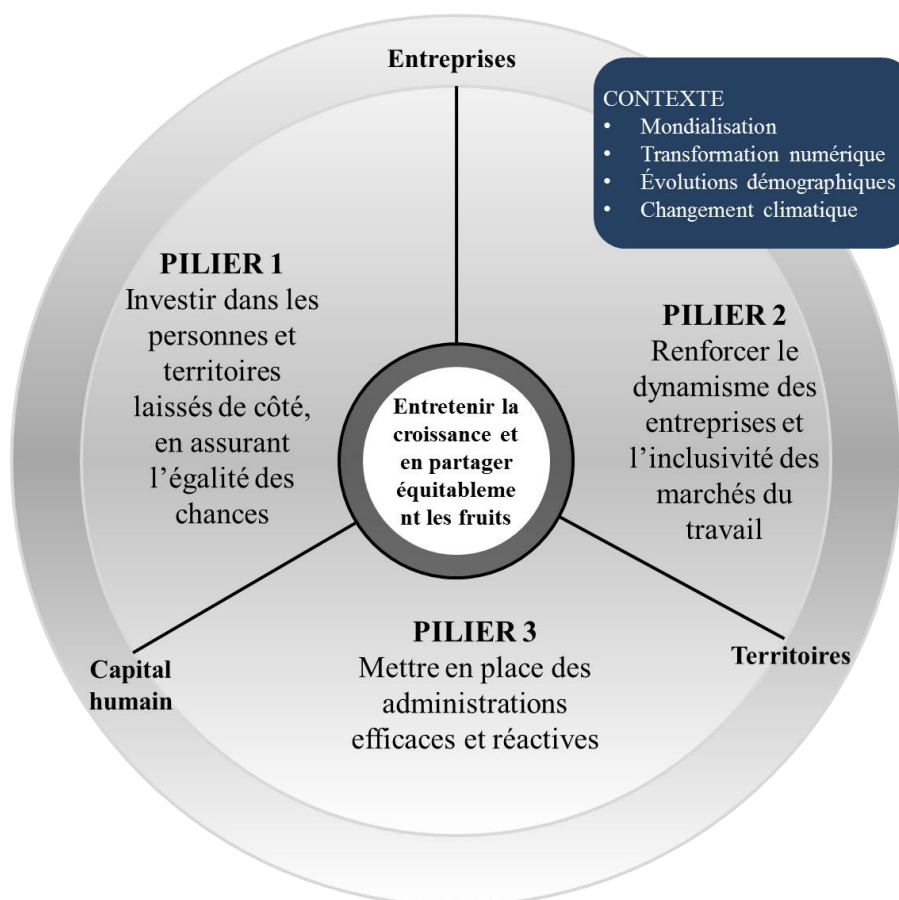 Entreprises
CONTEXTE
• Mondialisation
• Transformation numérique
• Évolutions démographiques
• Changement climatique
PILIER 1
Investir dans les
personnes et
territoires
laissés de côté,
en assurant
l’égalité des
chances
PILIER 2
Renforcer le
dynamisme des
entreprises et
l’inclusivité des
marchés du
travail
Entretenir la
croissance et
en partager
équitableme
nt les fruits
PILIER 3
Mettre en place des
administrations
efficaces et réactives
Capital
humain
Territoires